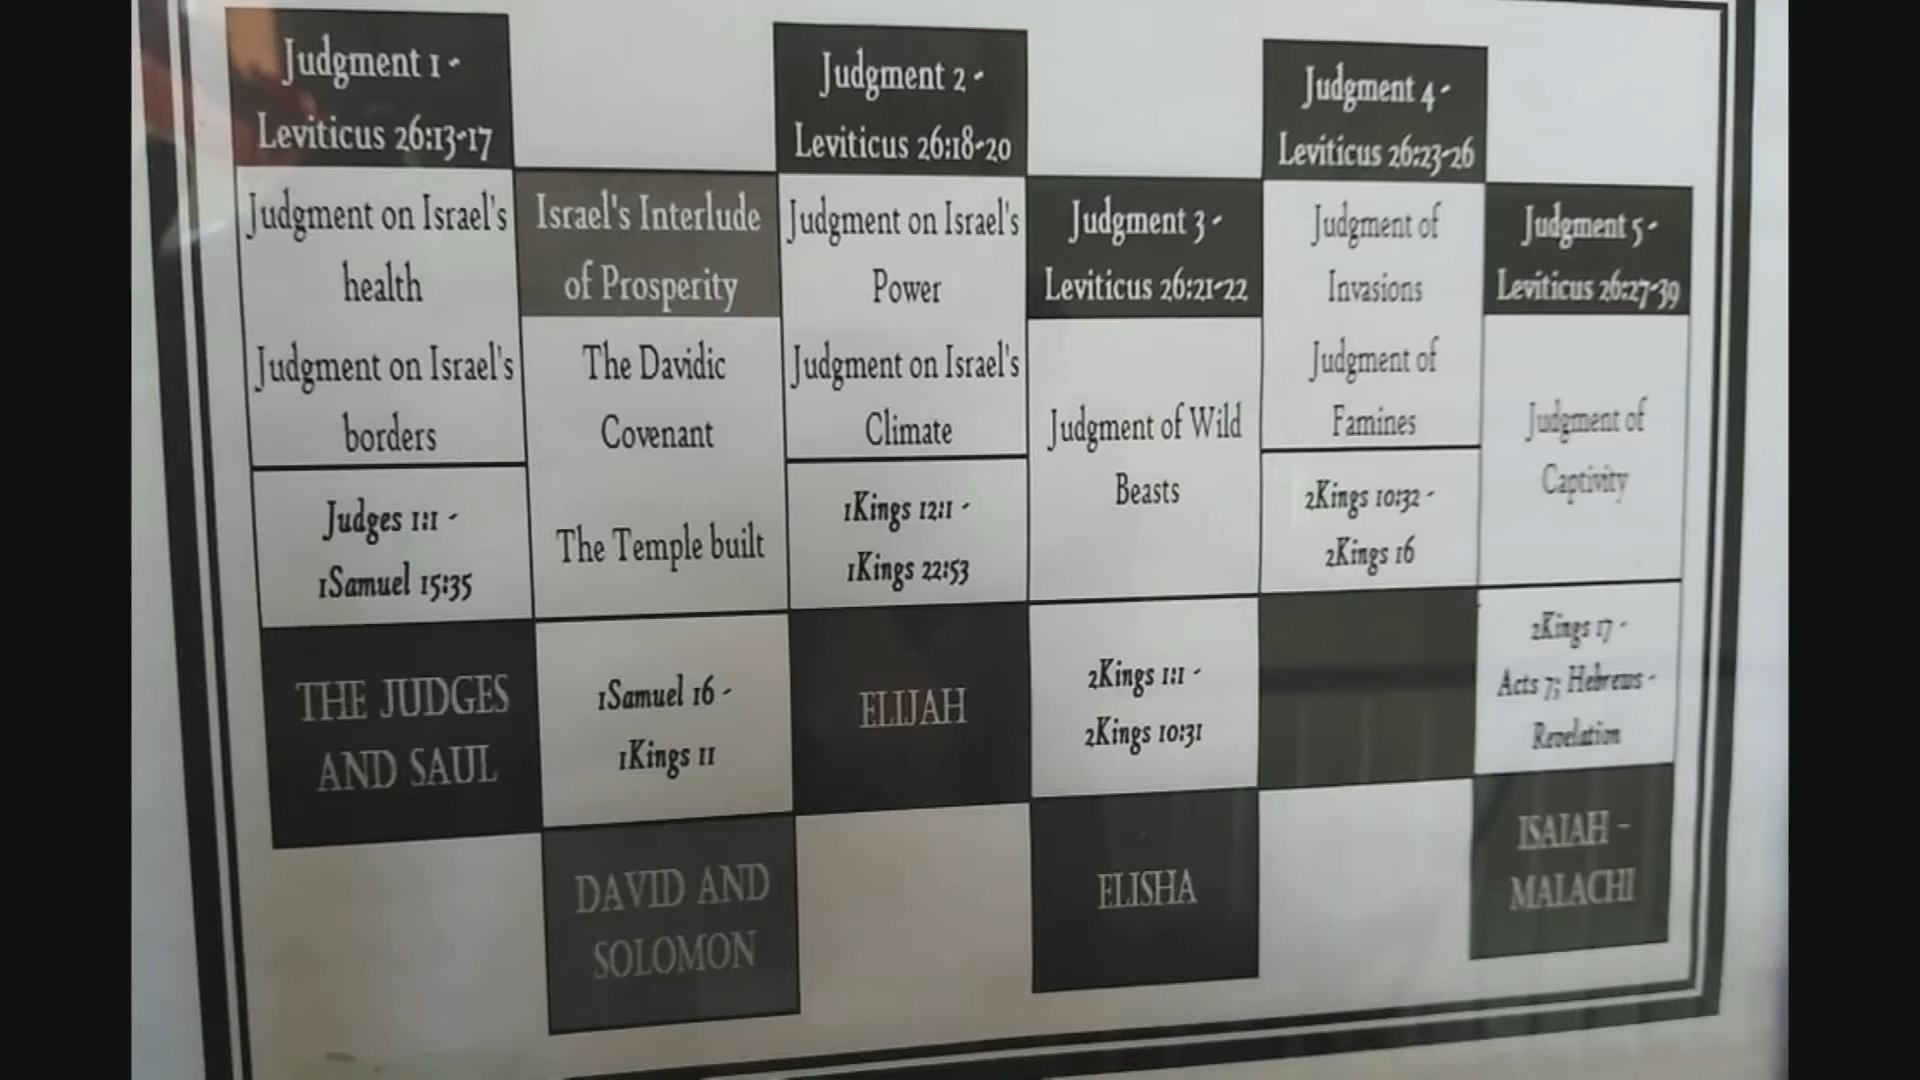 Judgment 1 -
Leviticus 26:13-17
Judgment on Israel's
health
Judgment on Israel's
borders
Judges 1:1 -
1Samuel 15:35
THE JUDGES
AND SAUL
Israel's Interlude
of Prosperity
The Davidic
Covenant
The Temple built
1Samuel 16 -
1Kings 11
DAVID AND
SOLOMON
Judgment 2 -
Leviticus 26:18-20
Judgment on Israel's
Power
Judgment on Israel's
Climate
1Kings 12:1 -
1Kings 22:53
ELIJAH
Judgment 3 -
Leviticus 26:21-22
Judgment of Wild
Beasts
2Kings 1:1 -
2Kings 10:31
ELISHA
Judgment 4 -
Leviticus 26:23-26
Judgment of
Invasions
Judgment of
Famines
2Kings 10:32 -
2Kings 16
Judgment 5 -
Leviticus 26:27-39
Judgment of
Captivity
2Kings 17 -
Acts 7; Hebrews -
Revelation
ISAIAH -
MALACHI